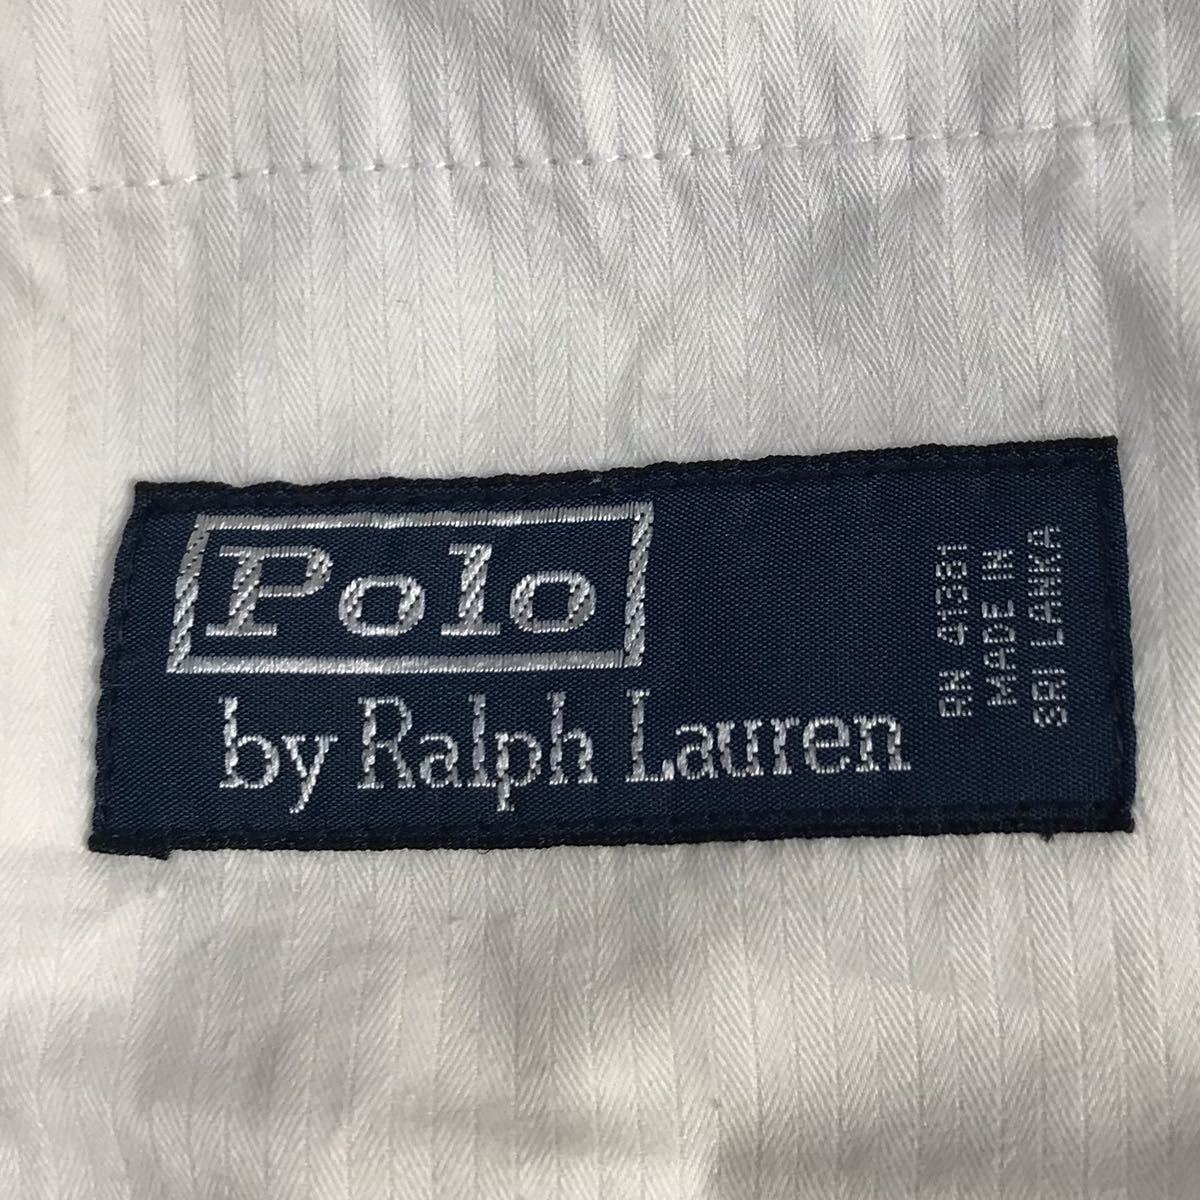 Polo
by Ralph Lauren
RN 41381
MADE IN
SRI LANKA